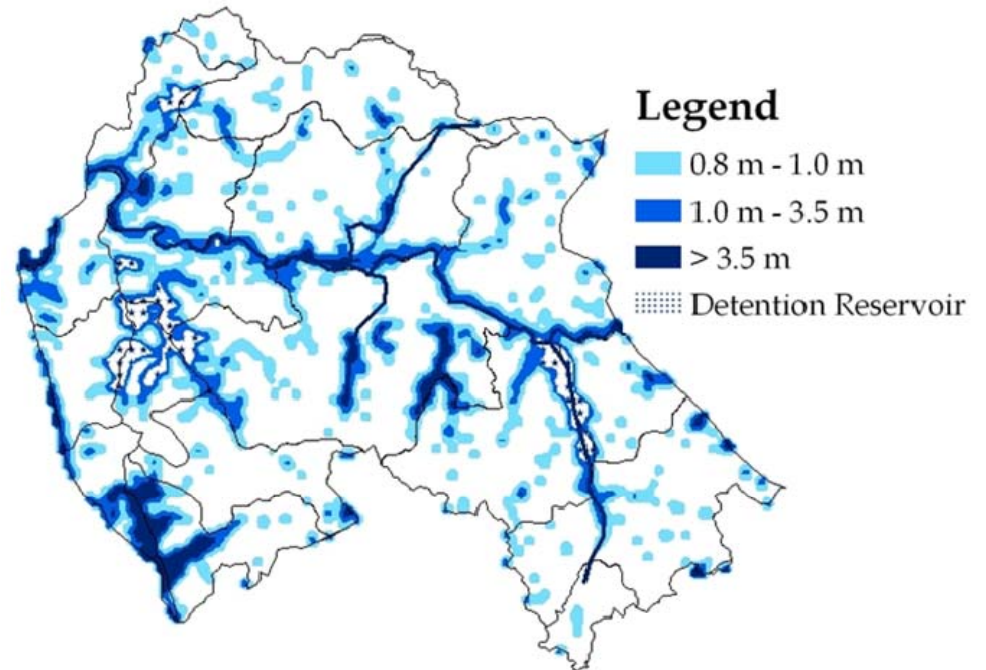 Legend
0.8 m - 1.0 m
1.0 m - 3.5 m
> 3.5 m
Detention Reservoir